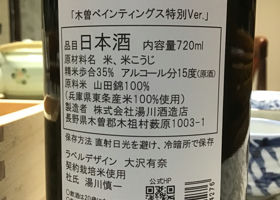 「木曽ペインティングス特別Ver.」
品目日本酒 内容量720ml
原材料名 米、米こうじ
精米歩合35% アルコール分15度(原酒)
原料米 山田錦100%
(兵庫県東条産米100%使用)
製造者 株式会社湯川酒造店
長野県木曽郡木祖村薮原1003-1
保存方法 直射日光を避け、冷暗所で保存
ラベルデザイン 大沢有奈
契約栽培米使用
杜氏 湯川慎一
公式HP